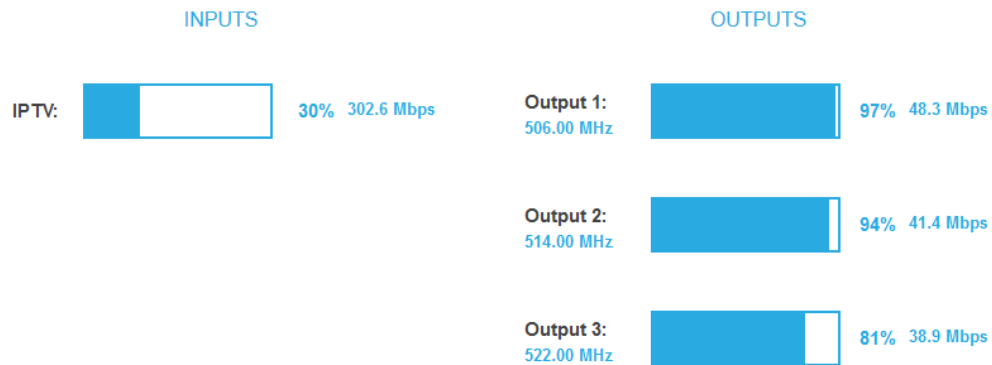 INPUTS
IPTV: 30% 302.6 Mbps
OUTPUTS
Output 1: 97% 48.3 Mbps
506.00 MHz
Output 2: 94% 41.4 Mbps
514.00 MHz
Output 3: 81% 38.9 Mbps
522.00 MHz